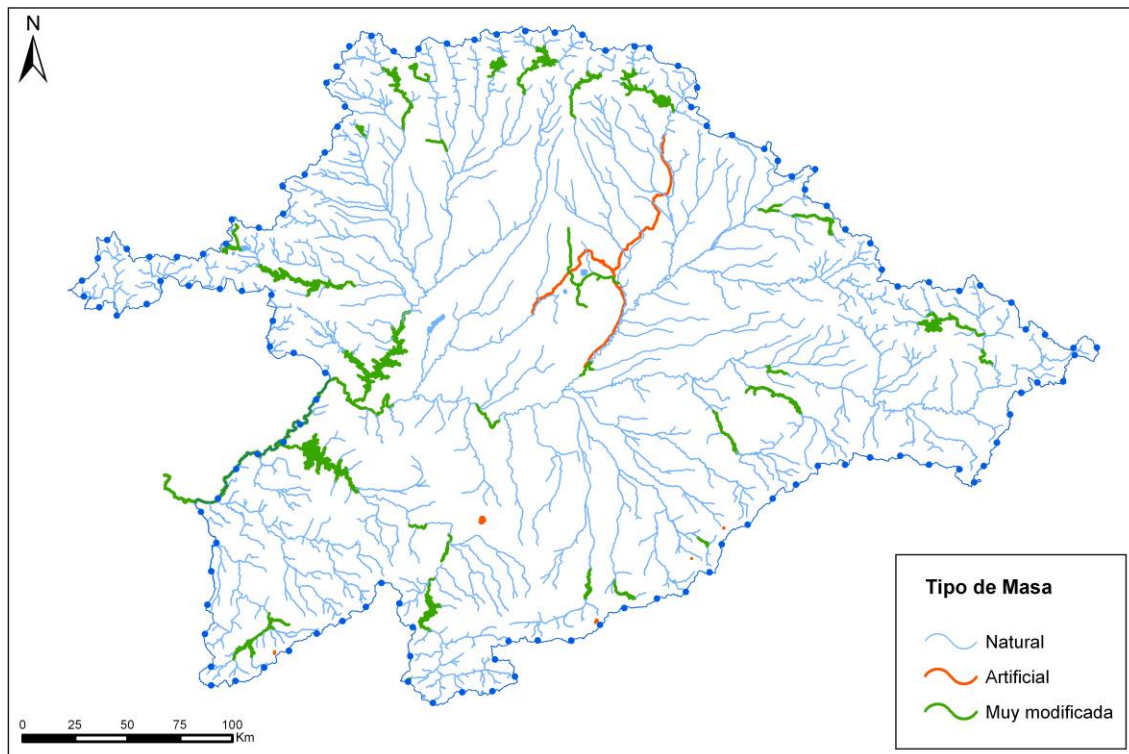 N
Tipo de Masa
Natural
Artificial
Muy modificada
0 25 50 75 100
Km